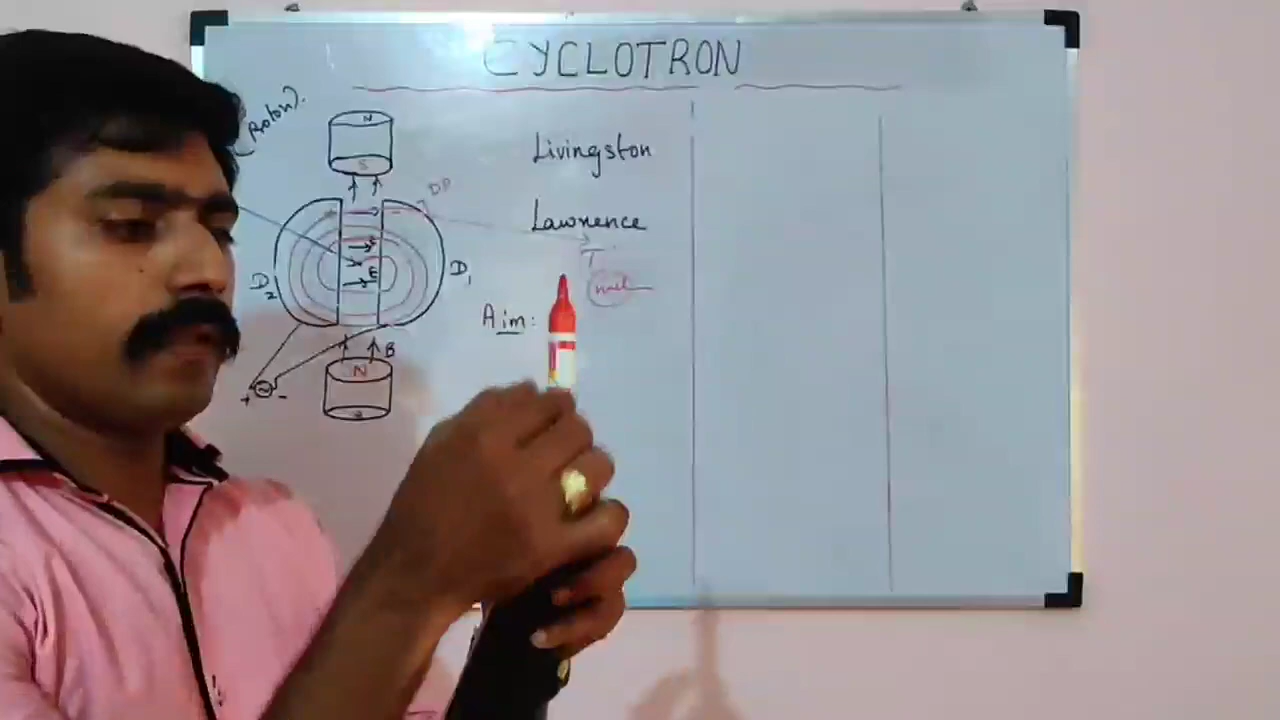 CYCLOTRON
N
S
Livingston
Lawrence
T
E
E
D2
D1
Aim:
B
N
+
-